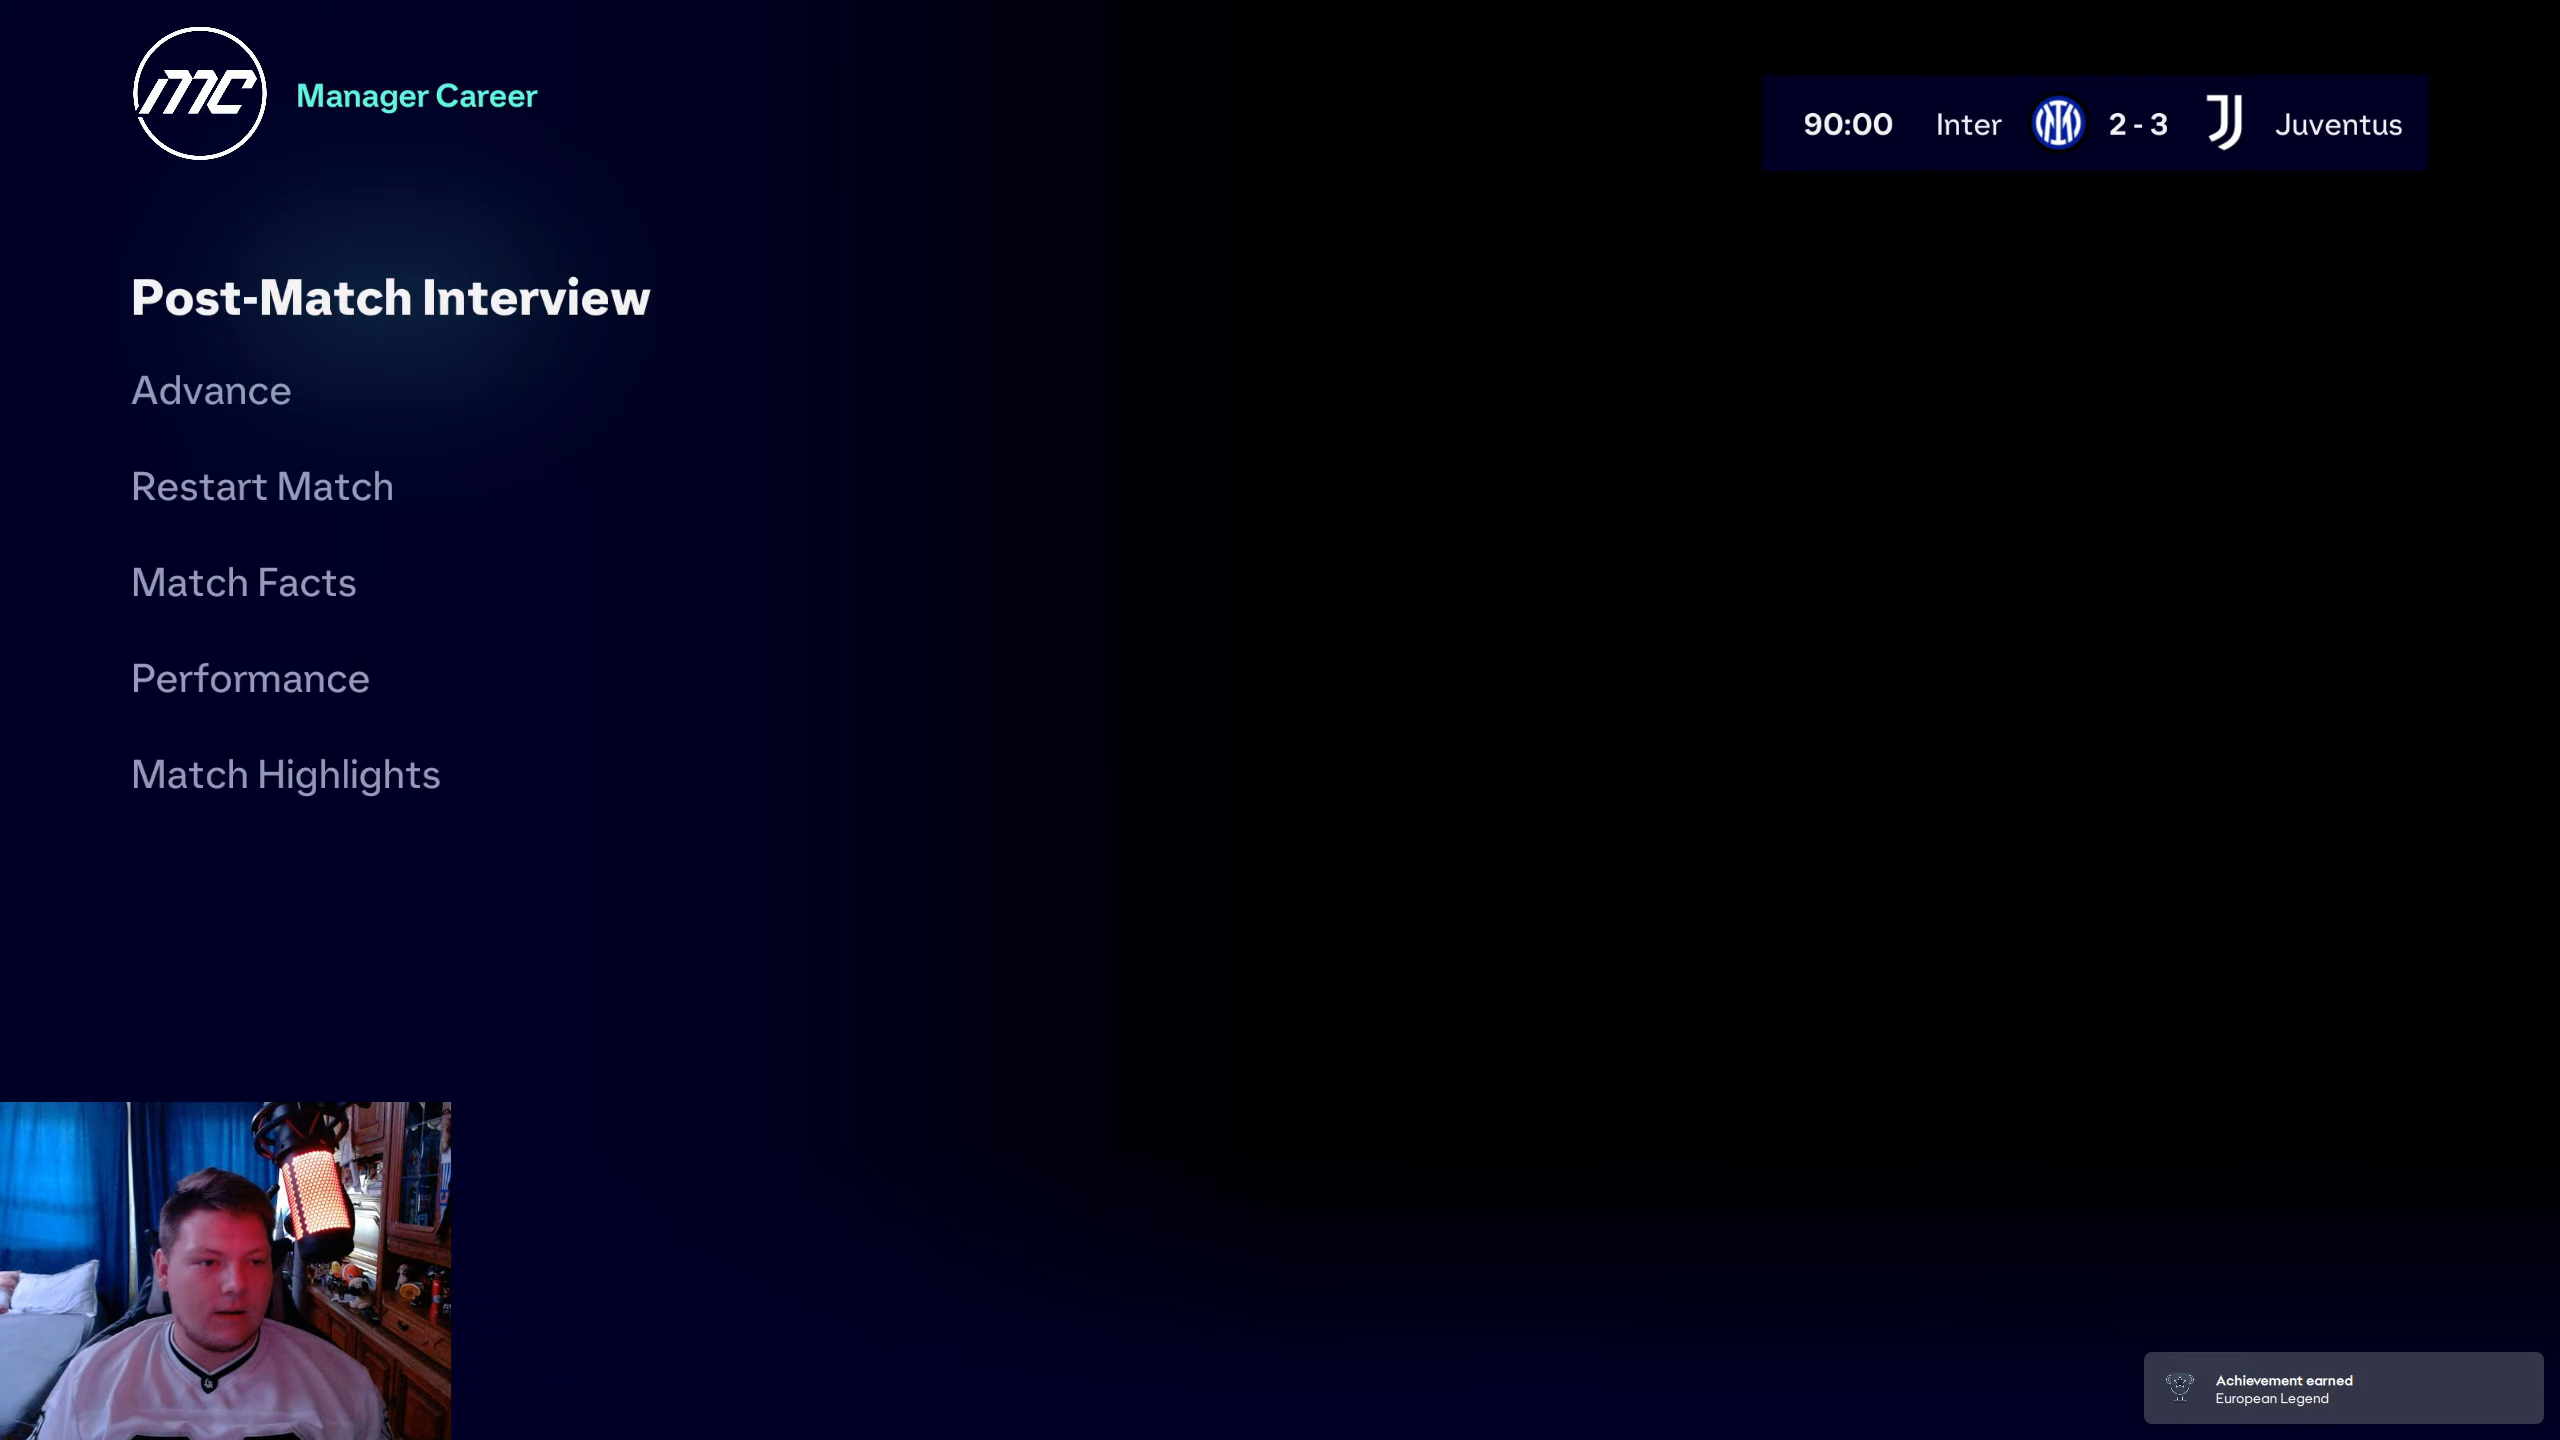 MC
Manager Career
90:00 Inter 2 - 3 Juventus
Post-Match Interview
Advance
Restart Match
Match Facts
Performance
Match Highlights
Achievement earned
European Legend